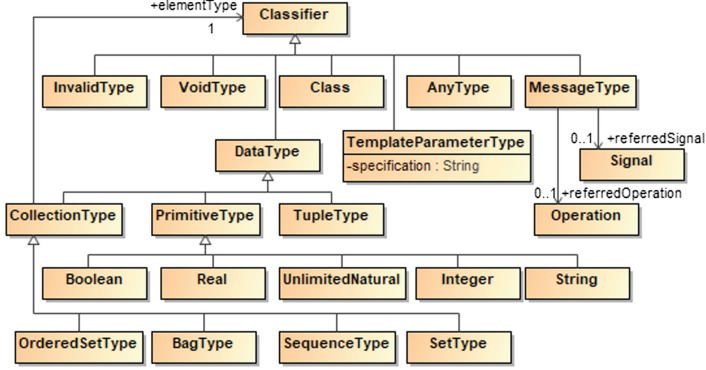 +elementType
Classifier
1
InvalidType
VoidType
Class
AnyType
MessageType
DataType
TemplateParameterType
-specification : String
0..1
+referredSignal
Signal
0..1
+referredOperation
CollectionType
PrimitiveType
TupleType
Operation
Boolean
Real
UnlimitedNatural
Integer
String
OrderedSetType
BagType
SequenceType
SetType